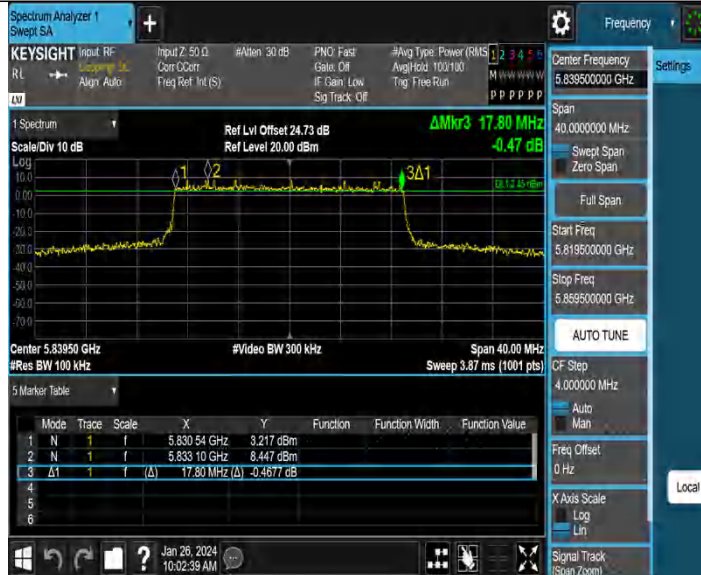 Spectrum Analyzer 1
Swept SA
+
Frequency
KEYSIGHT Input: RF
RL
Align: Auto
Input Z: 50 Ω
Corr CCorr
Freq Ref: Int (S)
#Atten: 30 dB
PNO: Fast
Gate: Off
IF Gain: Low
Sig Track: Off
#Avg Type: Power (RMS
Avg|Hold: 100/100
Trig: Free Run
1 2 3 4 5 6
M W W W W W
P P P P P P
LXI
1 Spectrum
Scale/Div 10 dB
Ref Lvl Offset 24.73 dB
Ref Level 20.00 dBm
ΔMkr3 17.80 MHz
-0.47 dB
Log
10.0
0.00
-10.0
-20.0
-30.0
-40.0
-50.0
-60.0
-70.0
1
2
3Δ1
Center 5.83950 GHz
#Res BW 100 kHz
#Video BW 300 kHz
Span 40.00 MHz
Sweep 3.87 ms (1001 pts)
5 Marker Table
Mode Trace Scale X Y Function Function Width Function Value
1 N 1 f 5.830 54 GHz 3.217 dBm
2 N 1 f 5.833 10 GHz 8.447 dBm
3 Δ1 1 f (Δ) 17.80 MHz (Δ) -0.4677 dB
4
5
6
?
Jan 26, 2024
10:02:39 AM
Center Frequency
5.839500000 GHz
Span
40.0000000 MHz
Swept Span
Zero Span
Full Span
Start Freq
5.819500000 GHz
Stop Freq
5.859500000 GHz
AUTO TUNE
CF Step
4.000000 MHz
Auto
Man
Freq Offset
0 Hz
X Axis Scale
Log
Lin
Signal Track
(Span Zoom)
Settings
Local